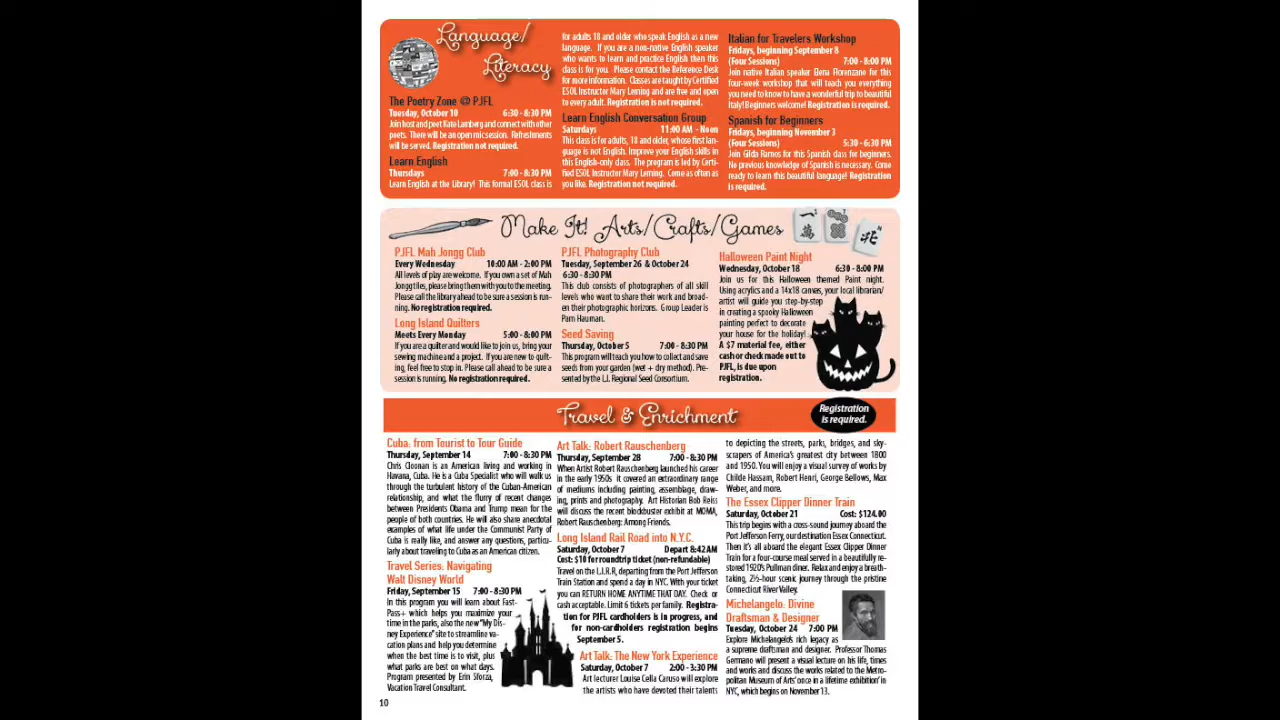 Language/
Literacy
The Poetry Zone @ PJFL
Tuesday, October 10 6:30 - 8:30 PM
Join host and poet Kate Lamberg and connect with other
poets. There will be an open mic session. Refreshments
will be served. Registration not required.
Learn English
Thursdays 7:00 - 8:30 PM
Learn English at the Library! This formal ESOL class is
for adults 18 and older who speak English as a new
language. If you are a non-native English speaker
who wants to learn and practice English then this
class is for you. Please contact the Reference Desk
for more information. Classes are taught by Certified
ESOL Instructor Mary Lerning and are free and open
to every adult. Registration is not required.
Learn English Conversation Group
Saturdays 11:00 AM - Noon
This class is for adults, 18 and older, whose first lan-
guage is not English. Improve your English skills in
this English-only class. The program is led by Certi-
fied ESOL Instructor Mary Lerning. Come as often as
you like. Registration not required.
Italian for Travelers Workshop
Fridays, beginning September 8
(Four Sessions) 7:00 - 8:00 PM
Join native Italian speaker Elena Florenzano for this
four-week workshop that will teach you everything
you need to know to have a wonderful trip to beautiful
Italy! Beginners welcome! Registration is required.
Spanish for Beginners
Fridays, beginning November 3
(Four Sessions) 5:30 - 6:30 PM
Join Gilda Ramos for this Spanish class for beginners.
No previous knowledge of Spanish is necessary. Come
ready to learn this beautiful language! Registration
is required.
Make It! Arts/Crafts/Games
PJFL Mah Jongg Club
Every Wednesday 10:00 AM - 2:00 PM
All levels of play are welcome. If you own a set of Mah
Jongg tiles, please bring them with you to the meeting.
Please call the library ahead to be sure a session is run-
ning. No registration required.
Long Island Quilters
Meets Every Monday 5:00 - 8:00 PM
If you are a quilter and would like to join us, bring your
sewing machine and a project. If you are new to quilt-
ing, feel free to stop in. Please call ahead to be sure a
session is running. No registration required.
PJFL Photography Club
Tuesday, September 26 & October 24
6:30 - 8:30 PM
This club consists of photographers of all skill
levels who want to share their work and broad-
en their photographic horizons. Group Leader is
Pam Hauman.
Seed Saving
Thursday, October 5 7:00 - 8:30 PM
This program will teach you how to collect and save
seeds from your garden (wet + dry method). Pre-
sented by the L.I. Regional Seed Consortium.
一萬
北
N
Halloween Paint Night
Wednesday, October 18 6:30 - 8:00 PM
Join us for this Halloween themed Paint night.
Using acrylics and a 14x18 canvas, your local librarian/
artist will guide you step-by-step
in creating a spooky Halloween
painting perfect to decorate
your house for the holiday!
A $7 material fee, either
cash or check made out to
PJFL, is due upon
registration.
Travel & Enrichment
Registration
is required.
Cuba: from Tourist to Tour Guide
Thursday, September 14 7:00 - 8:30 PM
Chris Cloonan is an American living and working in
Havana, Cuba. He is a Cuba Specialist who will walk us
through the turbulent history of the Cuban-American
relationship, and what the flurry of recent changes
between Presidents Obama and Trump mean for the
people of both countries. He will also share anecdotal
examples of what life under the Communist Party of
Cuba is really like, and answer any questions, particu-
larly about traveling to Cuba as an American citizen.
Travel Series: Navigating
Walt Disney World
Friday, September 15 7:00 - 8:30 PM
In this program you will learn about Fast-
Pass+ which helps you maximize your
time in the parks, also the new "My Dis-
ney Experience" site to streamline va-
cation plans and help you determine
when the best time is to visit, plus
what parks are best on what days.
Program presented by Erin Sforza,
Vacation Travel Consultant.
Art Talk: Robert Rauschenberg
Thursday, September 28 7:00 - 8:30 PM
When Artist Robert Rauschenberg launched his career
in the early 1950s it covered an extraordinary range
of mediums including painting, assemblage, draw-
ing, prints and photography. Art Historian Bob Reiss
will discuss the recent blockbuster exhibit at MOMA,
Robert Rauschenberg: Among Friends.
Long Island Rail Road into N.Y.C.
Saturday, October 7 Depart 8:42 AM
Cost: $10 for roundtrip ticket (non-refundable)
Travel on the L.I.R.R, departing from the Port Jefferson
Train Station and spend a day in NYC. With your ticket
you can RETURN HOME ANYTIME THAT DAY. Check or
cash acceptable. Limit 6 tickets per family. Registra-
tion for PJFL cardholders is in progress, and
for non-cardholders registration begins
September 5.
Art Talk: The New York Experience
Saturday, October 7 2:00 - 3:30 PM
Art lecturer Louise Cella Caruso will explore
the artists who have devoted their talents
to depicting the streets, parks, bridges, and sky-
scrapers of America's greatest city between 1800
and 1950. You will enjoy a visual survey of works by
Childe Hassam, Robert Henri, George Bellows, Max
Weber, and more.
The Essex Clipper Dinner Train
Saturday, October 21 Cost: $124.00
This trip begins with a cross-sound journey aboard the
Port Jefferson Ferry, our destination Essex Connecticut.
Then it's all aboard the elegant Essex Clipper Dinner
Train for a four-course meal served in a beautifully re-
stored 1920's Pullman diner. Relax and enjoy a breath-
taking, 2½-hour scenic journey through the pristine
Connecticut River Valley.
Michelangelo: Divine
Draftsman & Designer
Tuesday, October 24 7:00 PM
Explore Michelangelo's rich legacy as
a supreme draftsman and designer. Professor Thomas
Germano will present a visual lecture on his life, times
and works and discuss the works related to the Metro-
politan Museum of Arts' once in a lifetime exhibition' in
NYC, which begins on November 13.
10